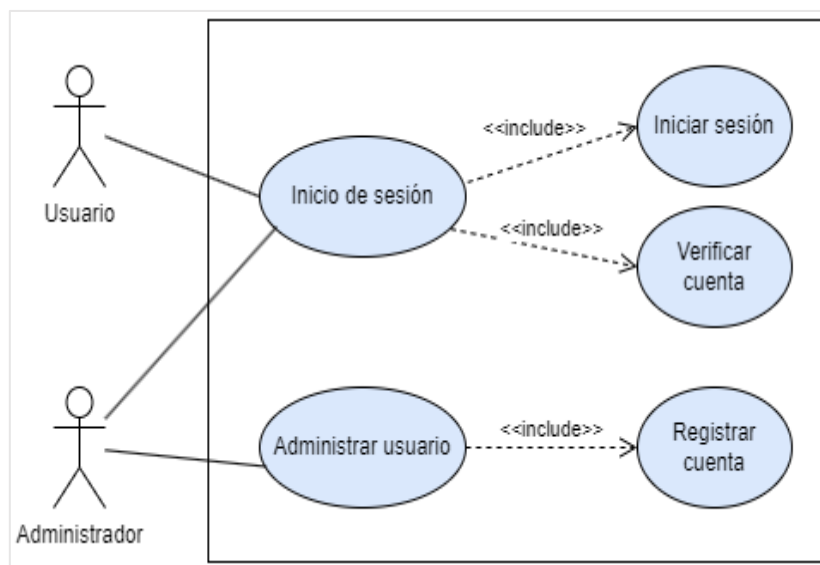 <<include>>
Iniciar sesión
Usuario
Inicio de sesión
<<include>>
Verificar
cuenta
Administrar usuario
<<include>>
Registrar
cuenta
Administrador